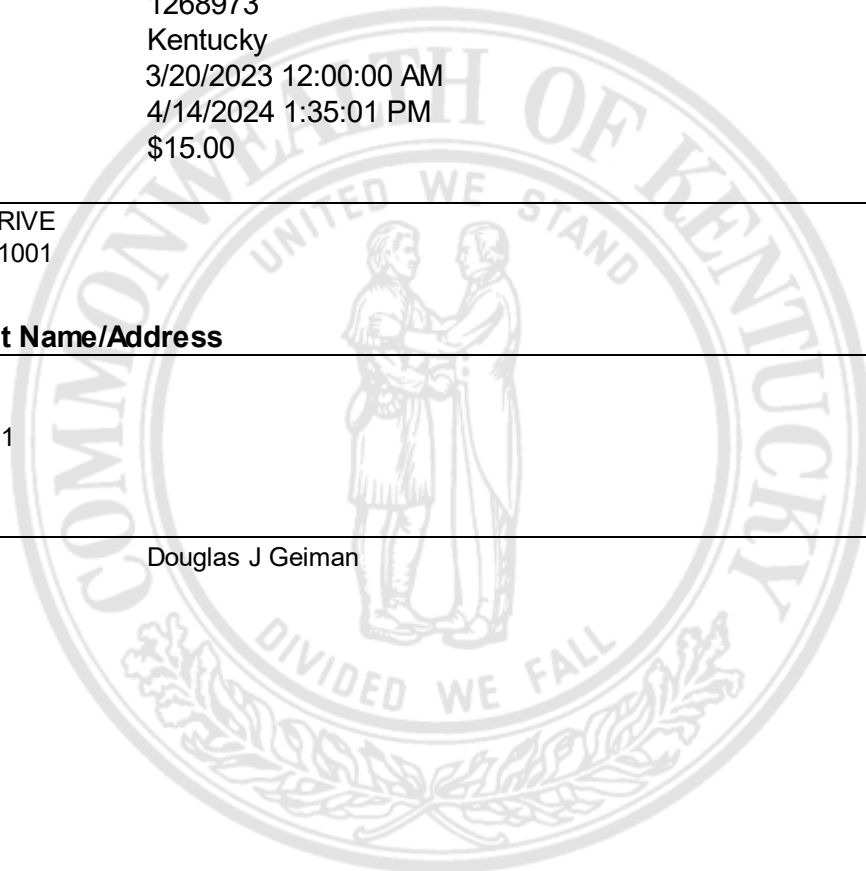 1268973
Kentucky
3/20/2023 12:00:00 AM
4/14/2024 1:35:01 PM
$15.00
RIVE
1001
t Name/Address
1
Douglas J Geiman
COMMONWEALTH OF KENTUCKY
UNITED WE STAND
DIVIDED WE FALL